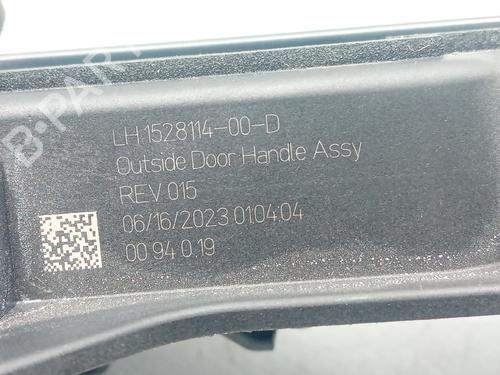 LH 1528114-00-D
Outside Door Handle Assy
REV 015
06/16/2023 01:04:04
00 94 0.19
B-PARTS